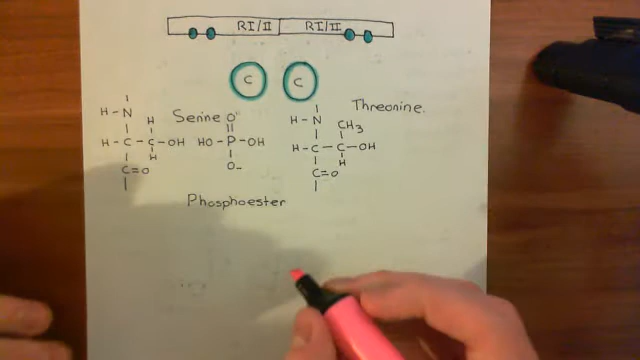 RI/II RI/II
C C
Serine
Threonine.
H-N
H
H-C-C-OH
H
C=O
O
HO-P-OH
O-
H-N
CH3
H-C-C-OH
H
C=O
Phosphoester